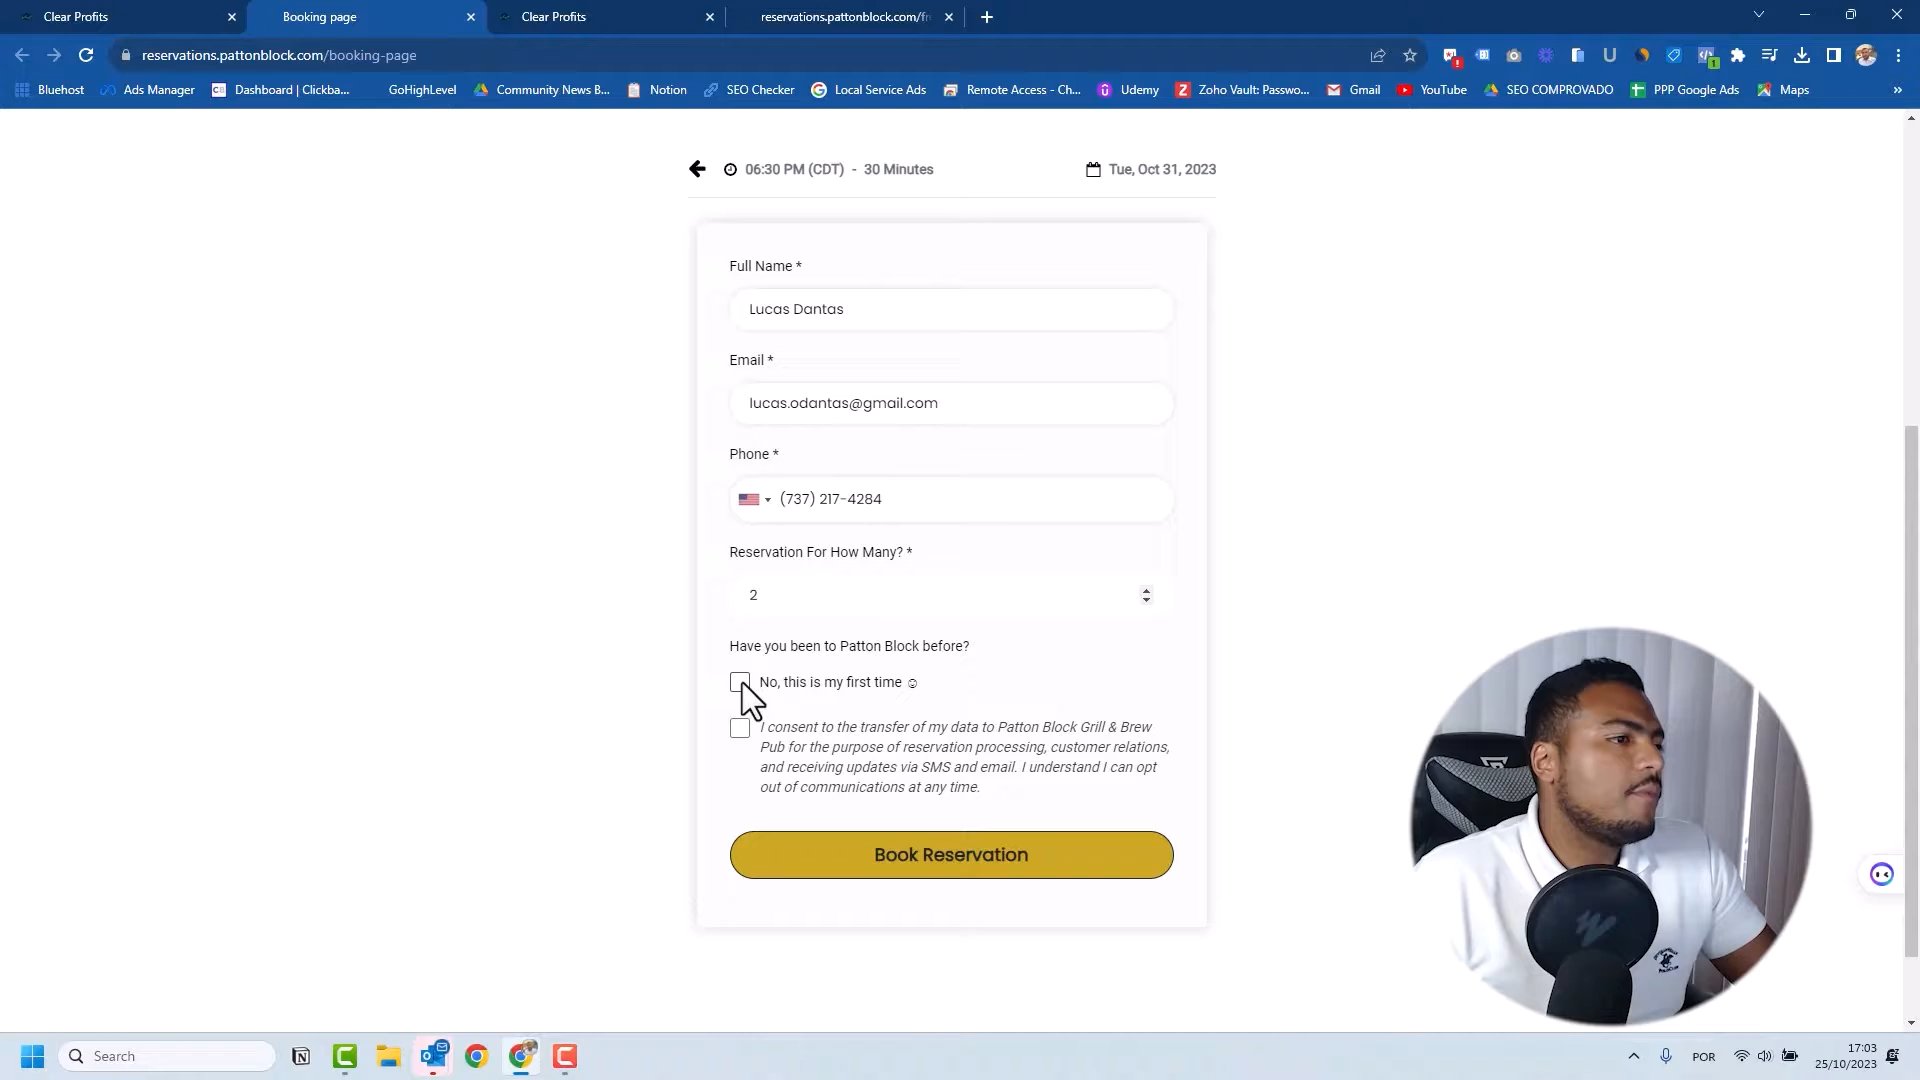 Clear Profits
Booking page
Clear Profits
reservations.pattonblock.com/fr
reservations.pattonblock.com/booking-page
1
Bluehost
Ads Manager
CB
Dashboard | Clickba...
GoHighLevel
Community News B...
Notion
SEO Checker
Local Service Ads
Remote Access - Ch...
Udemy
Zoho Vault: Passwo...
Gmail
YouTube
SEO COMPROVADO
PPP Google Ads
Maps
»
06:30 PM (CDT) - 30 Minutes
Tue, Oct 31, 2023
Full Name *
Lucas Dantas
Email *
lucas.odantas@gmail.com
Phone *
(737) 217-4284
Reservation For How Many? *
2
Have you been to Patton Block before?
No, this is my first time ☺
I consent to the transfer of my data to Patton Block Grill & Brew
Pub for the purpose of reservation processing, customer relations,
and receiving updates via SMS and email. I understand I can opt
out of communications at any time.
Book Reservation
Search
POR
17:03
25/10/2023